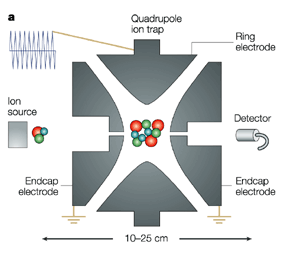 a
Quadrupole
ion trap
Ring
electrode
Ion
source
Detector
Endcap
electrode
Endcap
electrode
10–25 cm